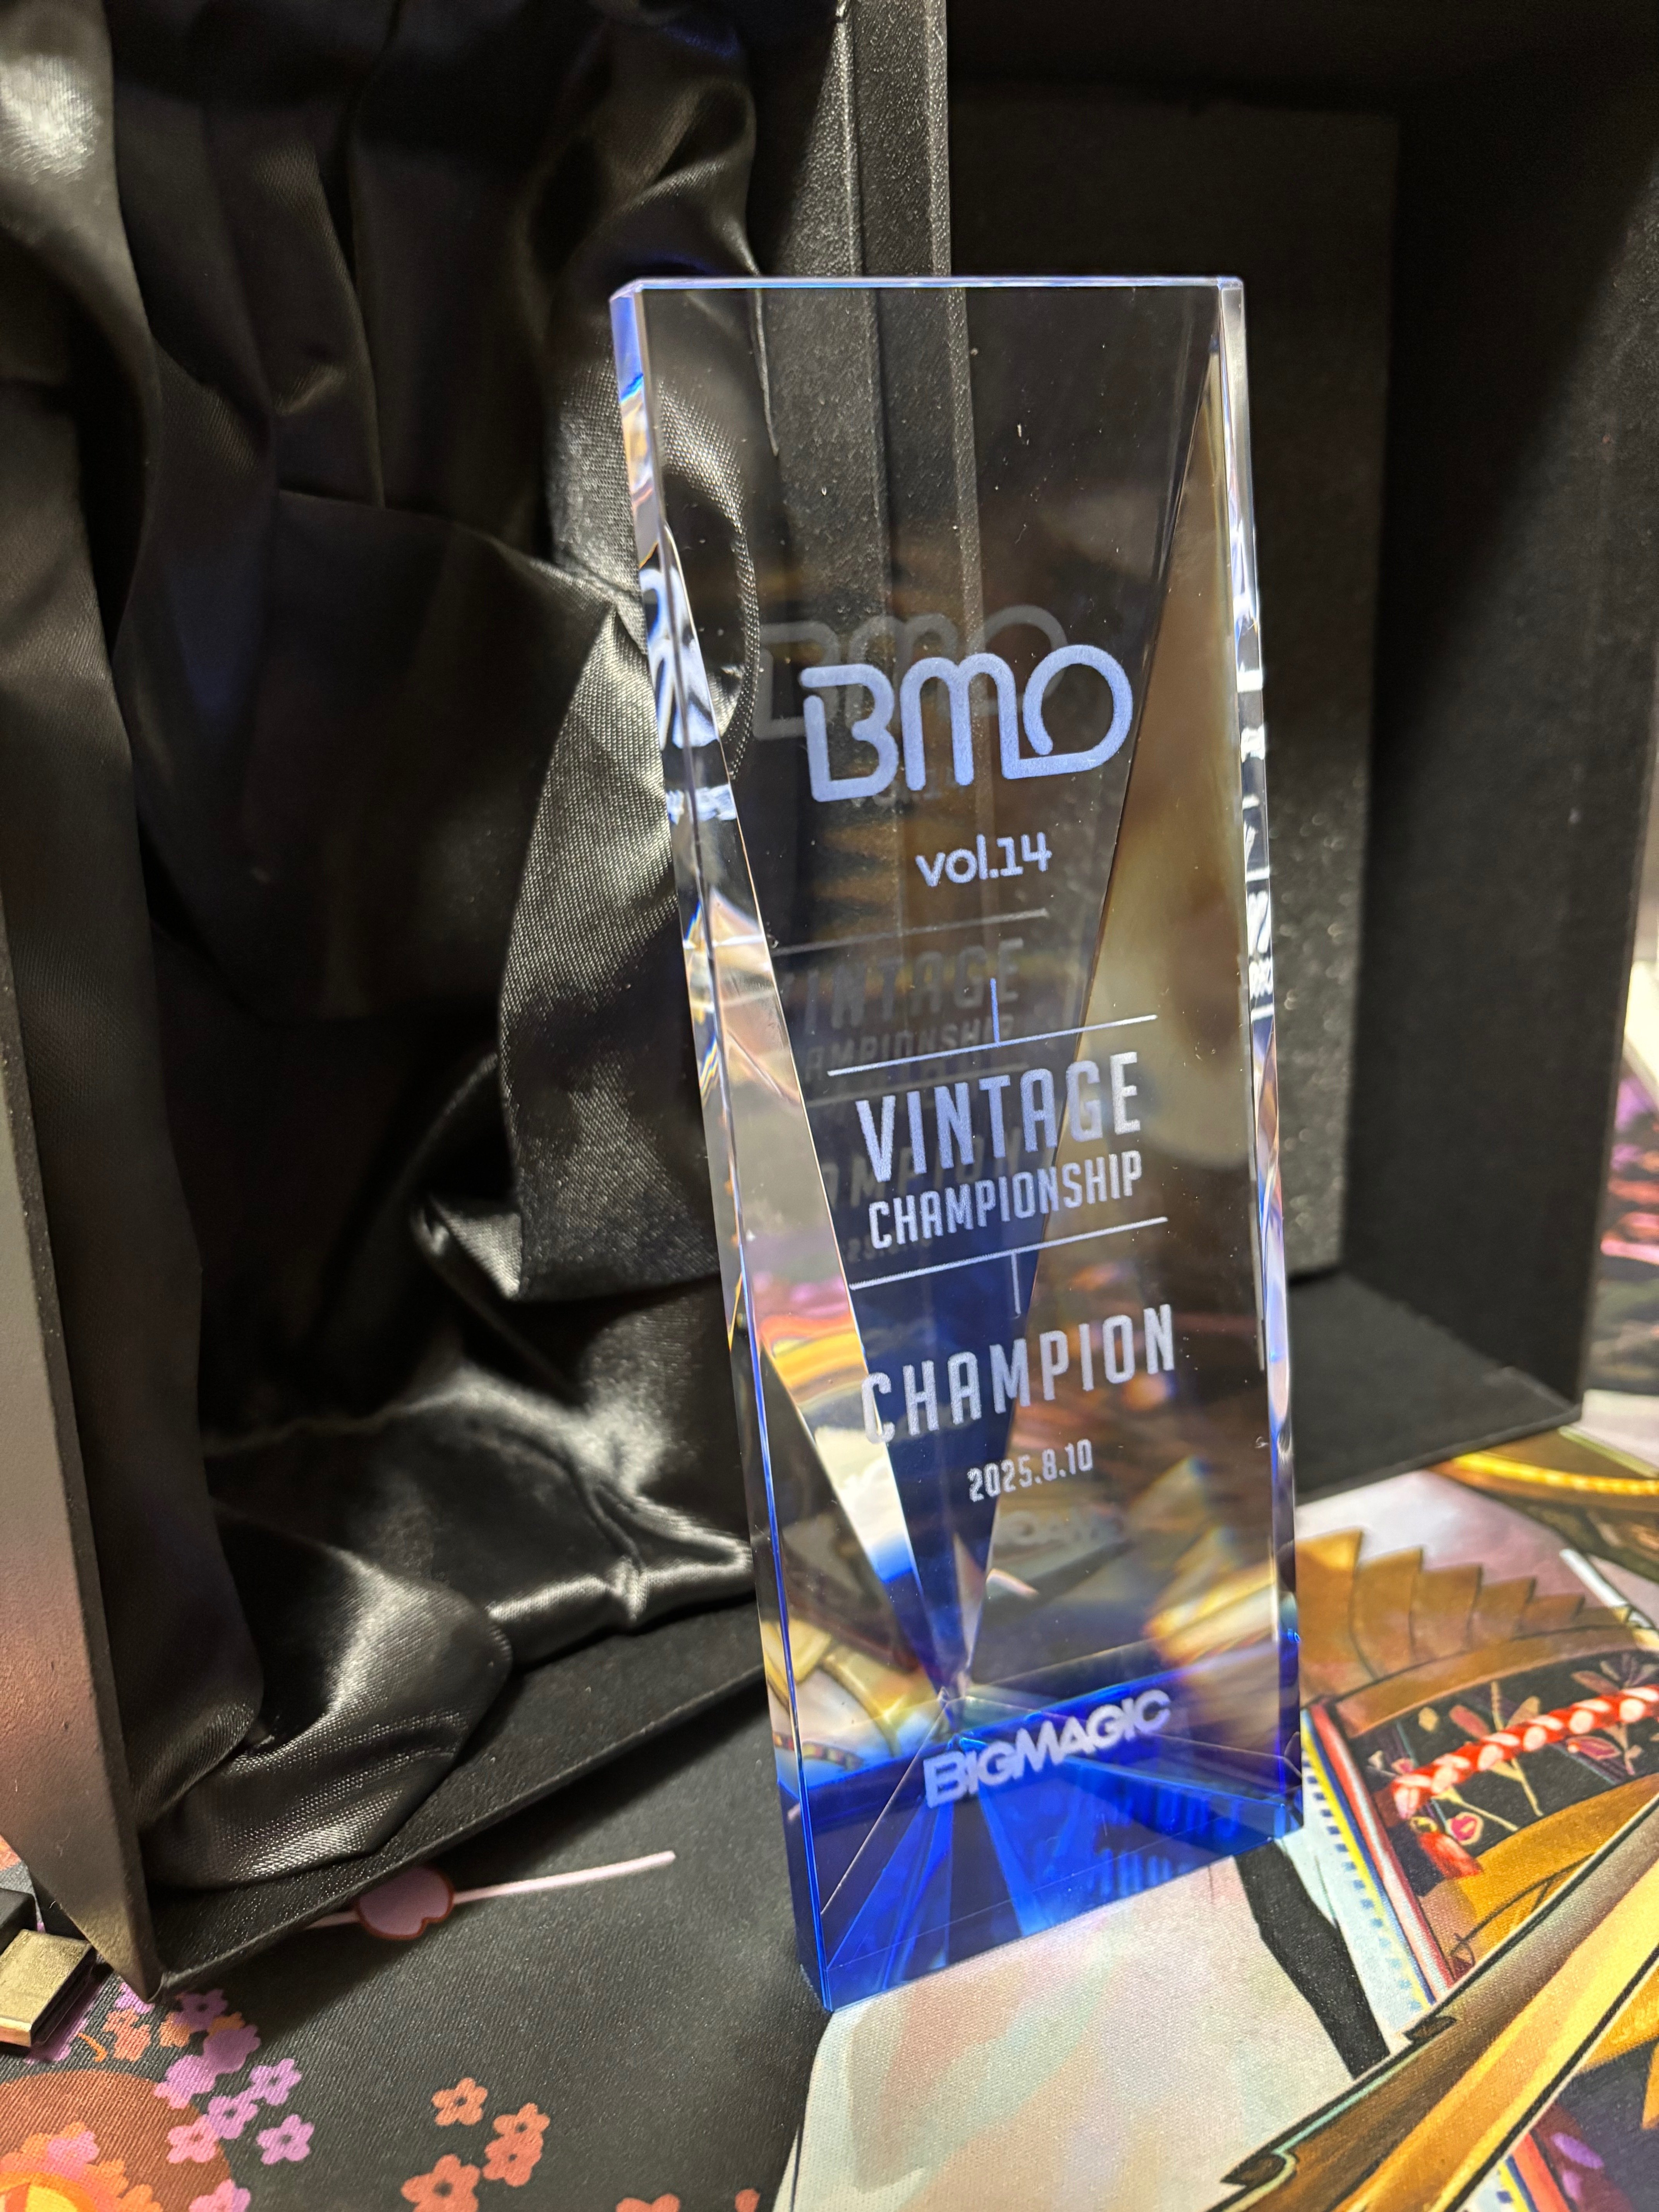 BMO
vol.14
VINTAGE
CHAMPIONSHIP
CHAMPION
2025.8.10
BIGMAGIC